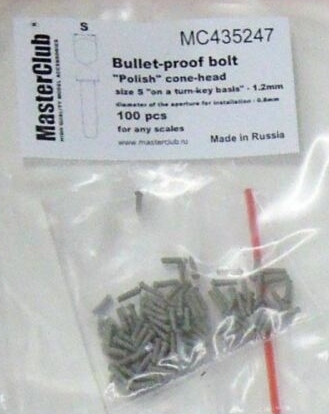 S
MC435247
MasterClub®
HIGH QUALITY MODEL ACCESSORIES
Bullet-proof bolt
"Polish" cone-head
size S "on a turn-key basis" - 1.2mm
diameter of the aperture for installation - 0.8mm
100 pcs
for any scales
www.masterclub.ru
Made in Russia